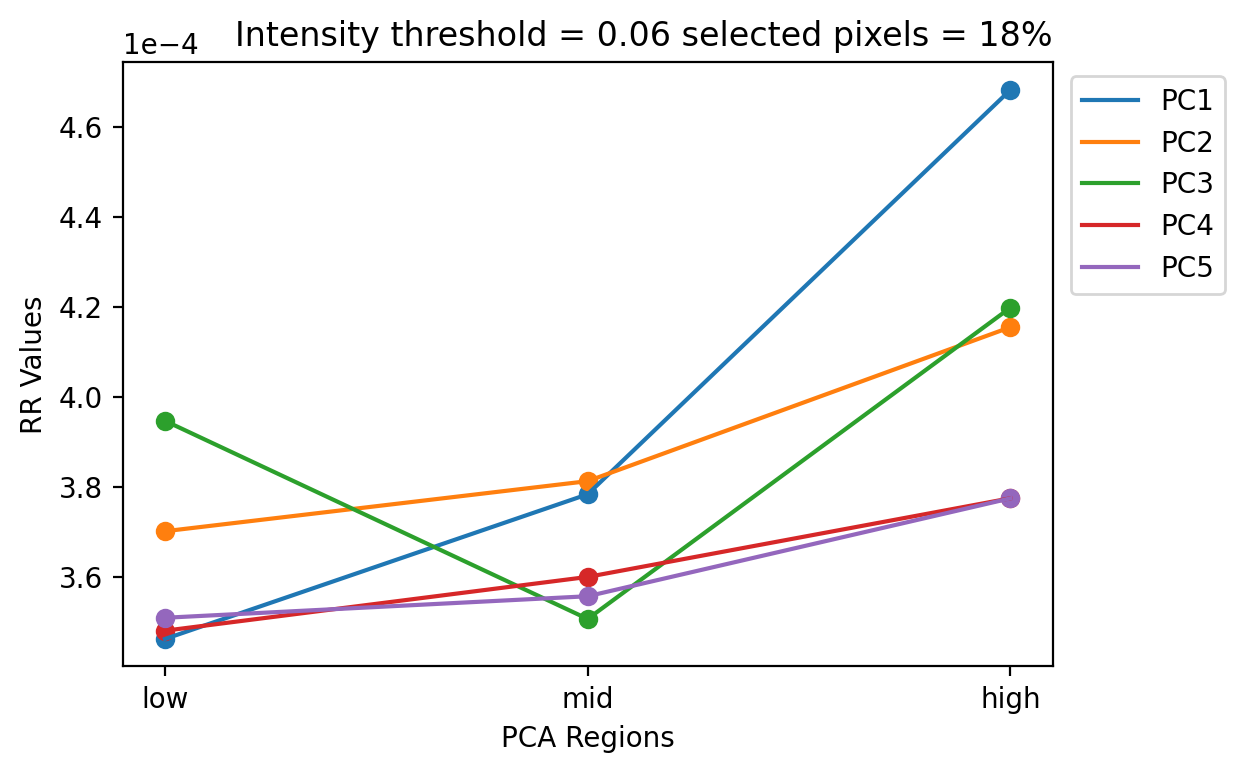 Intensity threshold = 0.06 selected pixels = 18%
1e−4
4.6
4.4
4.2
4.0
3.8
3.6
RR Values
low
mid
high
PCA Regions
PC1
PC2
PC3
PC4
PC5